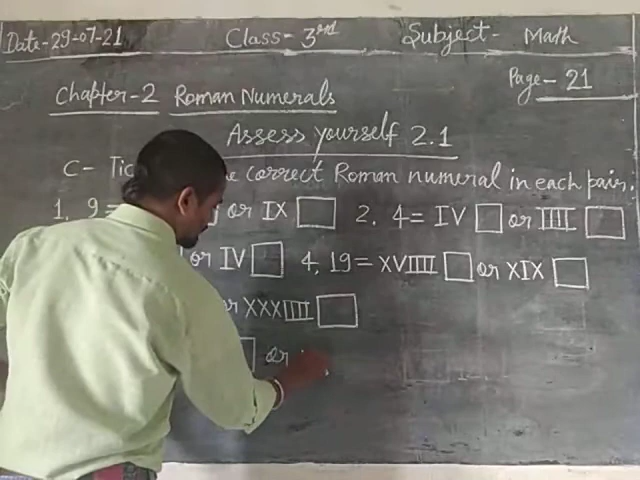 Date-29-07-21 Class-3rd Subject- Math
Page-21
Chapter-2 Roman Numerals
Assess yourself 2.1
C- correct Roman numeral in each pair.
1. 9= or IX 2. 4= IV or IIII
or IV 4. 19= XVIIII or XIX
or XXXIIII
or